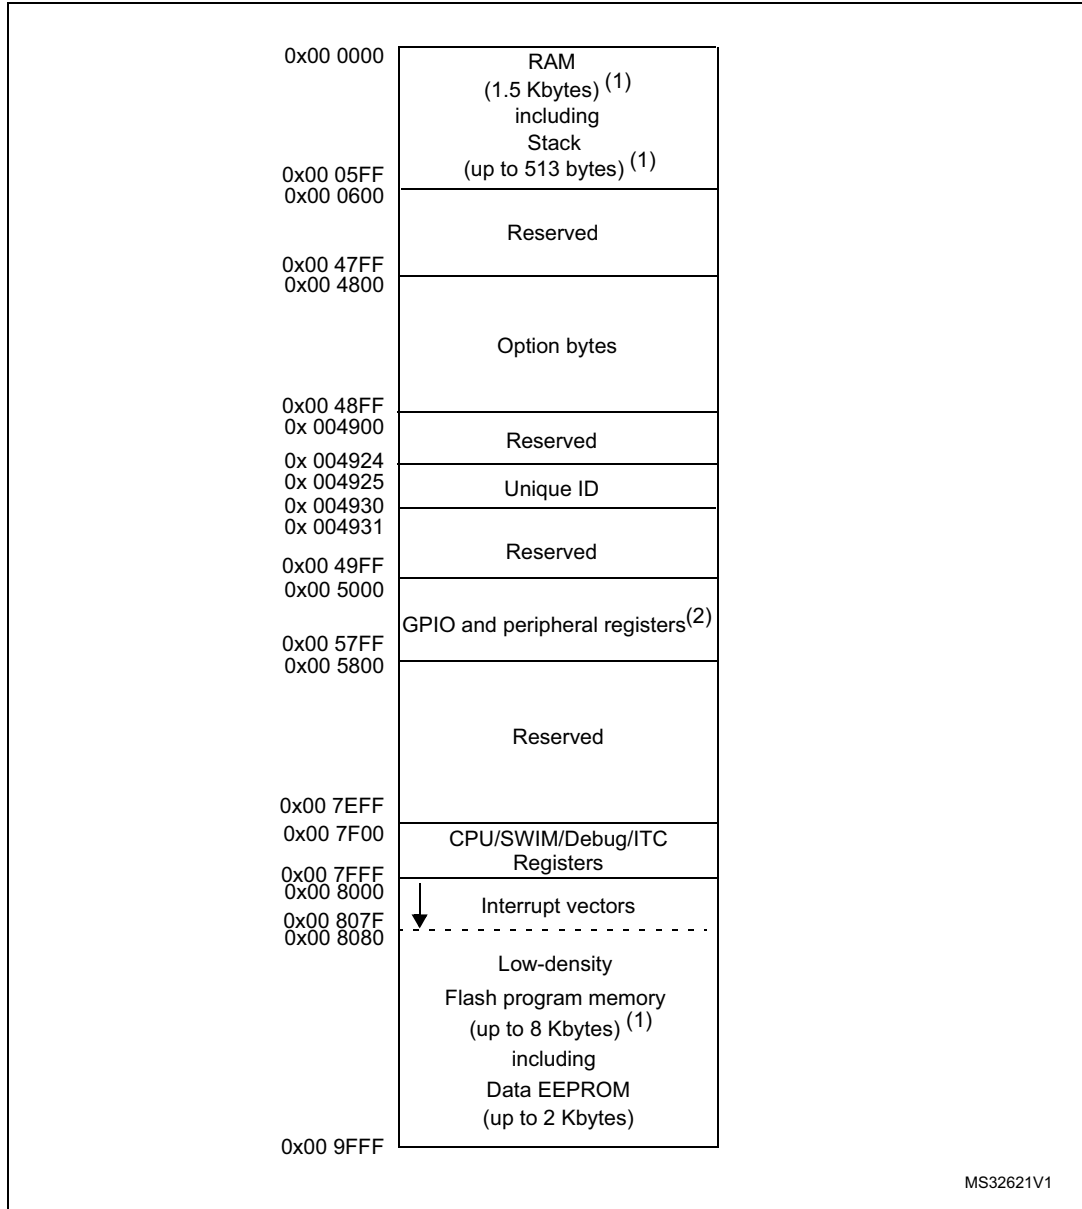 0x00 0000
RAM
(1.5 Kbytes) (1)
including
Stack
(up to 513 bytes) (1)
0x00 05FF
0x00 0600
Reserved
0x00 47FF
0x00 4800
Option bytes
0x00 48FF
0x 004900
Reserved
0x 004924
0x 004925
Unique ID
0x 004930
0x 004931
Reserved
0x00 49FF
0x00 5000
GPIO and peripheral registers(2)
0x00 57FF
0x00 5800
Reserved
0x00 7EFF
0x00 7F00
CPU/SWIM/Debug/ITC
Registers
0x00 7FFF
0x00 8000
Interrupt vectors
0x00 807F
0x00 8080
Low-density
Flash program memory
(up to 8 Kbytes) (1)
including
Data EEPROM
(up to 2 Kbytes)
0x00 9FFF
MS32621V1